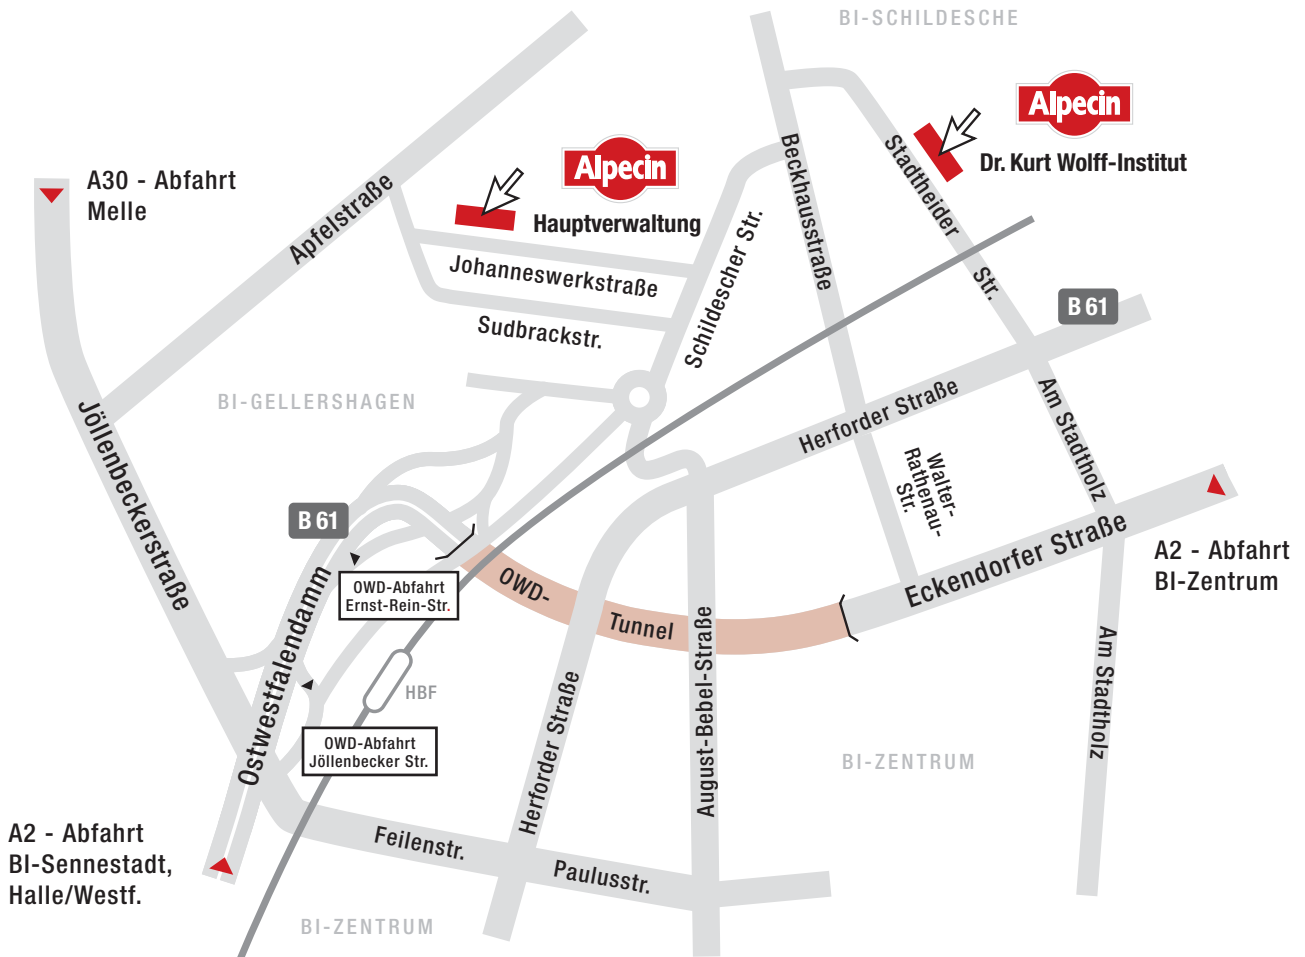 BI-SCHILDESCHE
Alpecin
Dr. Kurt Wolff-Institut
Alpecin
Hauptverwaltung
A30 - Abfahrt
Melle
Apfelstraße
Johanneswerkstraße
Sudbrackstr.
Schildescher Str.
Beckhausstraße
Stadtheider
Str.
B 61
BI-GELLERSHAGEN
Jöllenbeckerstraße
Herforder Straße
Am Stadtholz
Walter-
Rathenau-
Str.
B 61
Eckendorfer Straße
A2 - Abfahrt
BI-Zentrum
OWD-Abfahrt
Ernst-Rein-Str.
OWD-
Tunnel
Ostwestfalendamm
HBF
OWD-Abfahrt
Jöllenbecker Str.
Herforder Straße
August-Bebel-Straße
Am Stadtholz
BI-ZENTRUM
A2 - Abfahrt
BI-Sennestadt,
Halle/Westf.
Feilenstr.
Paulusstr.
BI-ZENTRUM